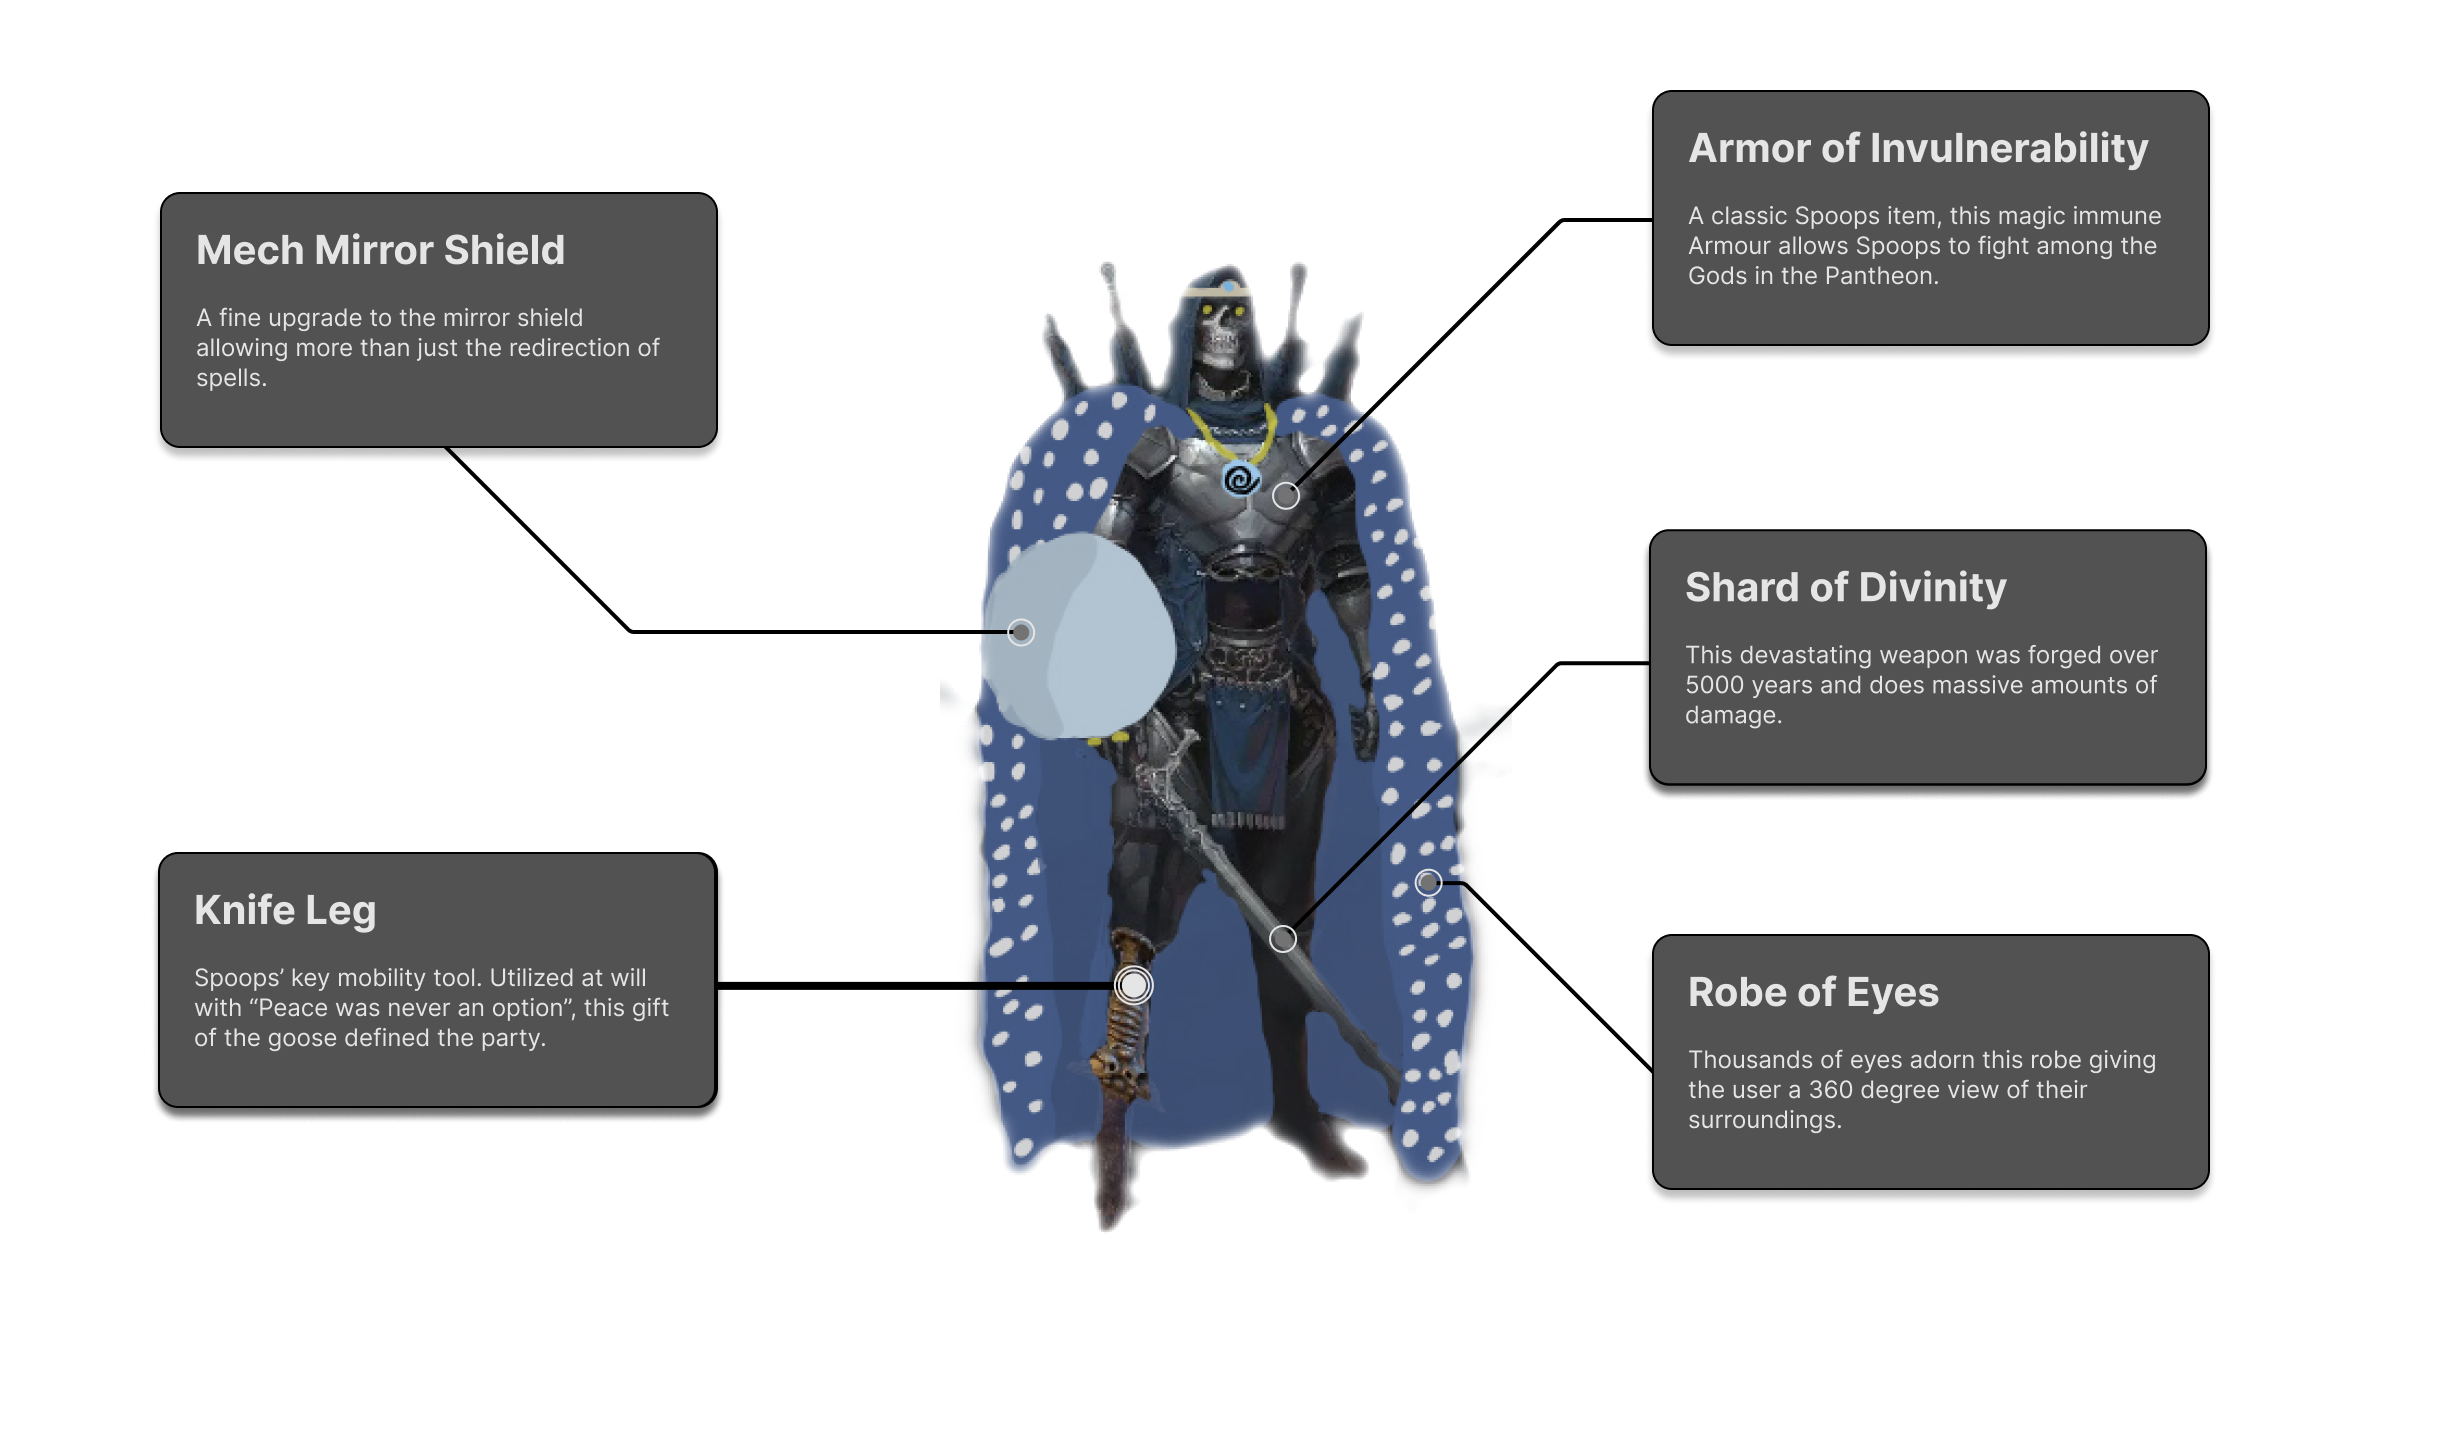 Mech Mirror Shield
A fine upgrade to the mirror shield
allowing more than just the redirection of
spells.
Knife Leg
Spoops’ key mobility tool. Utilized at will
with “Peace was never an option”, this gift
of the goose defined the party.
Armor of Invulnerability
A classic Spoops item, this magic immune
Armour allows Spoops to fight among the
Gods in the Pantheon.
Shard of Divinity
This devastating weapon was forged over
5000 years and does massive amounts of
damage.
Robe of Eyes
Thousands of eyes adorn this robe giving
the user a 360 degree view of their
surroundings.